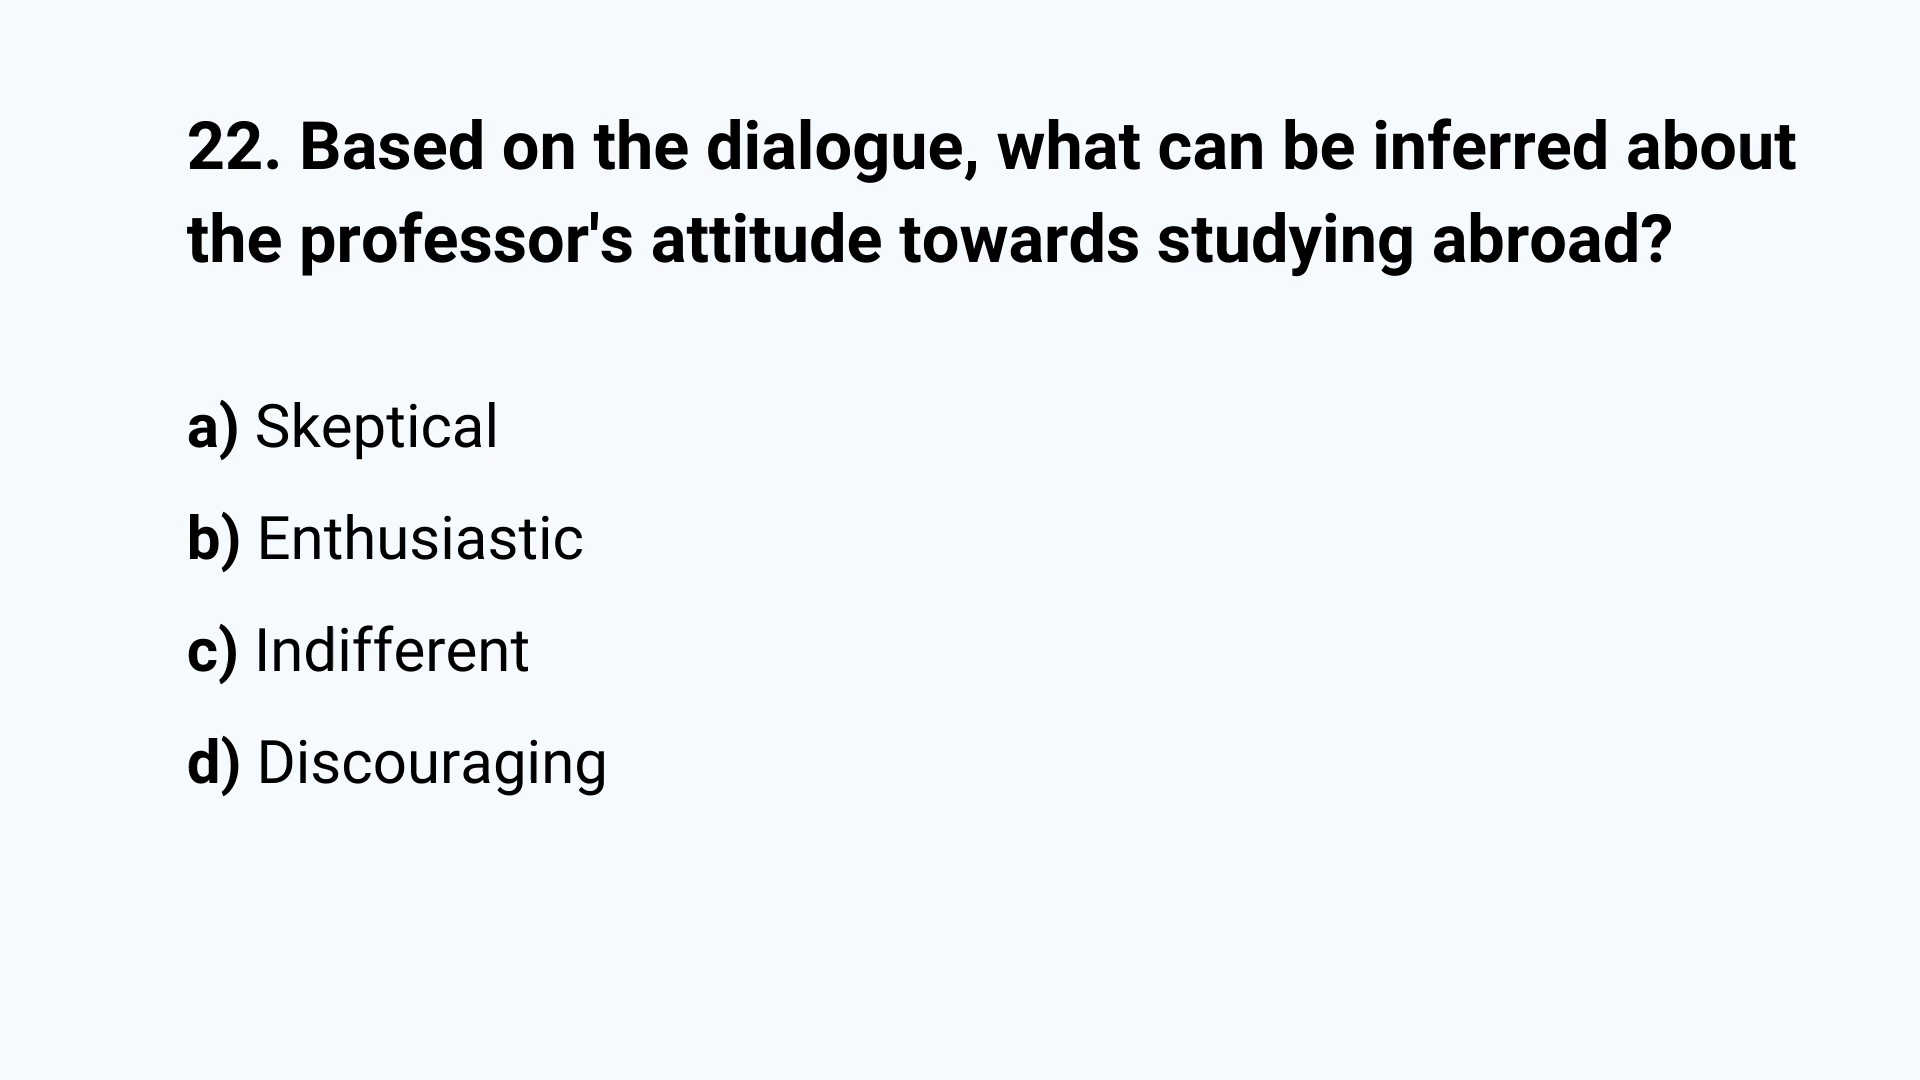 22. Based on the dialogue, what can be inferred about
the professor's attitude towards studying abroad?
a) Skeptical
b) Enthusiastic
c) Indifferent
d) Discouraging